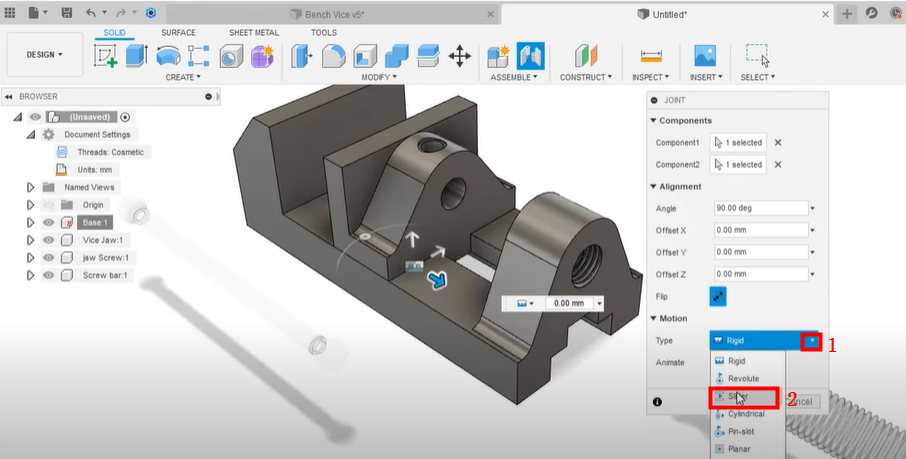 Bench Vice v5*
Untitled*
SOLID SURFACE SHEET METAL TOOLS
DESIGN
CREATE MODIFY ASSEMBLE CONSTRUCT INSPECT INSERT SELECT
BROWSER
(Unsaved)
Document Settings
Threads: Cosmetic
Units: mm
Named Views
Origin
Base:1
Vice Jaw:1
jaw Screw:1
Screw bar:1
0.00 mm
JOINT
Components
Component1 1 selected
Component2 1 selected
Alignment
Angle 90.00 deg
Offset X 0.00 mm
Offset Y 0.00 mm
Offset Z 0.00 mm
Flip
Motion
Type Rigid 1
Animate
Rigid
Revolute
2
Cylindrical
Pin-slot
Planar